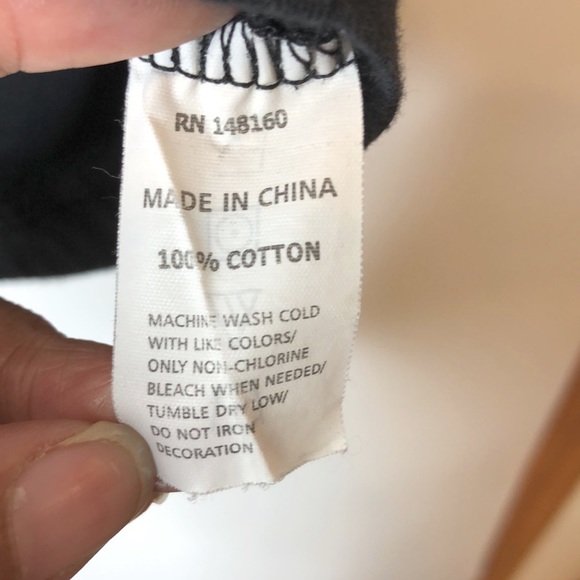 RN 148160
MADE IN CHINA
100% COTTON
MACHINE WASH COLD
WITH LIKE COLORS/
ONLY NON-CHLORINE
BLEACH WHEN NEEDED/
TUMBLE DRY LOW/
DO NOT IRON
DECORATION